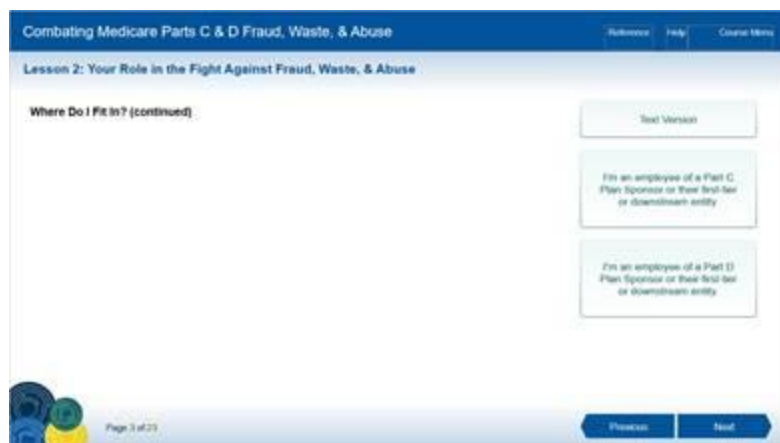 Combating Medicare Parts C & D Fraud, Waste, & Abuse
Reference Help Course Menu
Lesson 2: Your Role in the Fight Against Fraud, Waste, & Abuse
Where Do I Fit In? (continued)
Text Version
I'm an employee of a Part C
Plan Sponsor or their first-tier
or downstream entity
I'm an employee of a Part D
Plan Sponsor or their first-tier
or downstream entity
Page 3 of 23
Previous Next